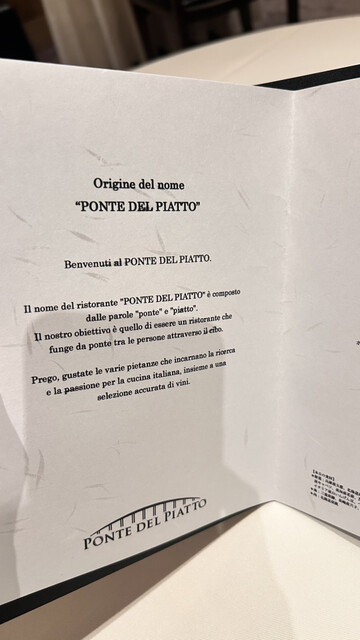 Origine del nome
“PONTE DEL PIATTO”
Benvenuti al PONTE DEL PIATTO.
Il nome del ristorante "PONTE DEL PIATTO" è composto
dalle parole "ponte" e "piatto".
Il nostro obiettivo è quello di essere un ristorante che
funge da ponte tra le persone attraverso il cibo.
Prego, gustate le varie pietanze che incarnano la ricerca
e la passione per la cucina italiana, insieme a una
selezione accurata di vini.
PONTE DEL PIATTO